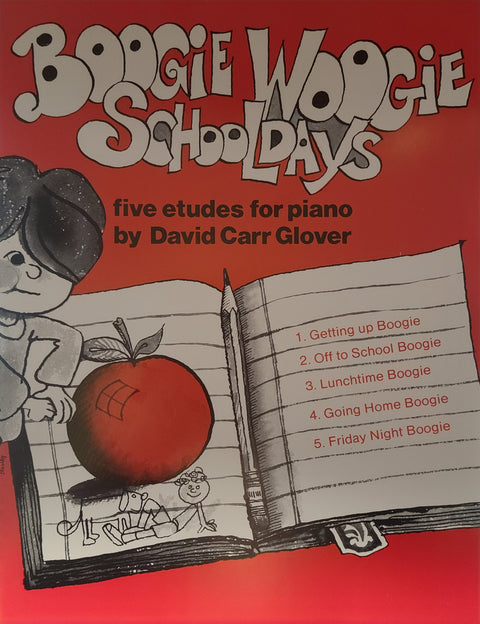 BOOGIE WOOGIE
SCHOOLDAYS
five etudes for piano
by David Carr Glover
1. Getting up Boogie
2. Off to School Boogie
3. Lunchtime Boogie
4. Going Home Boogie
5. Friday Night Boogie